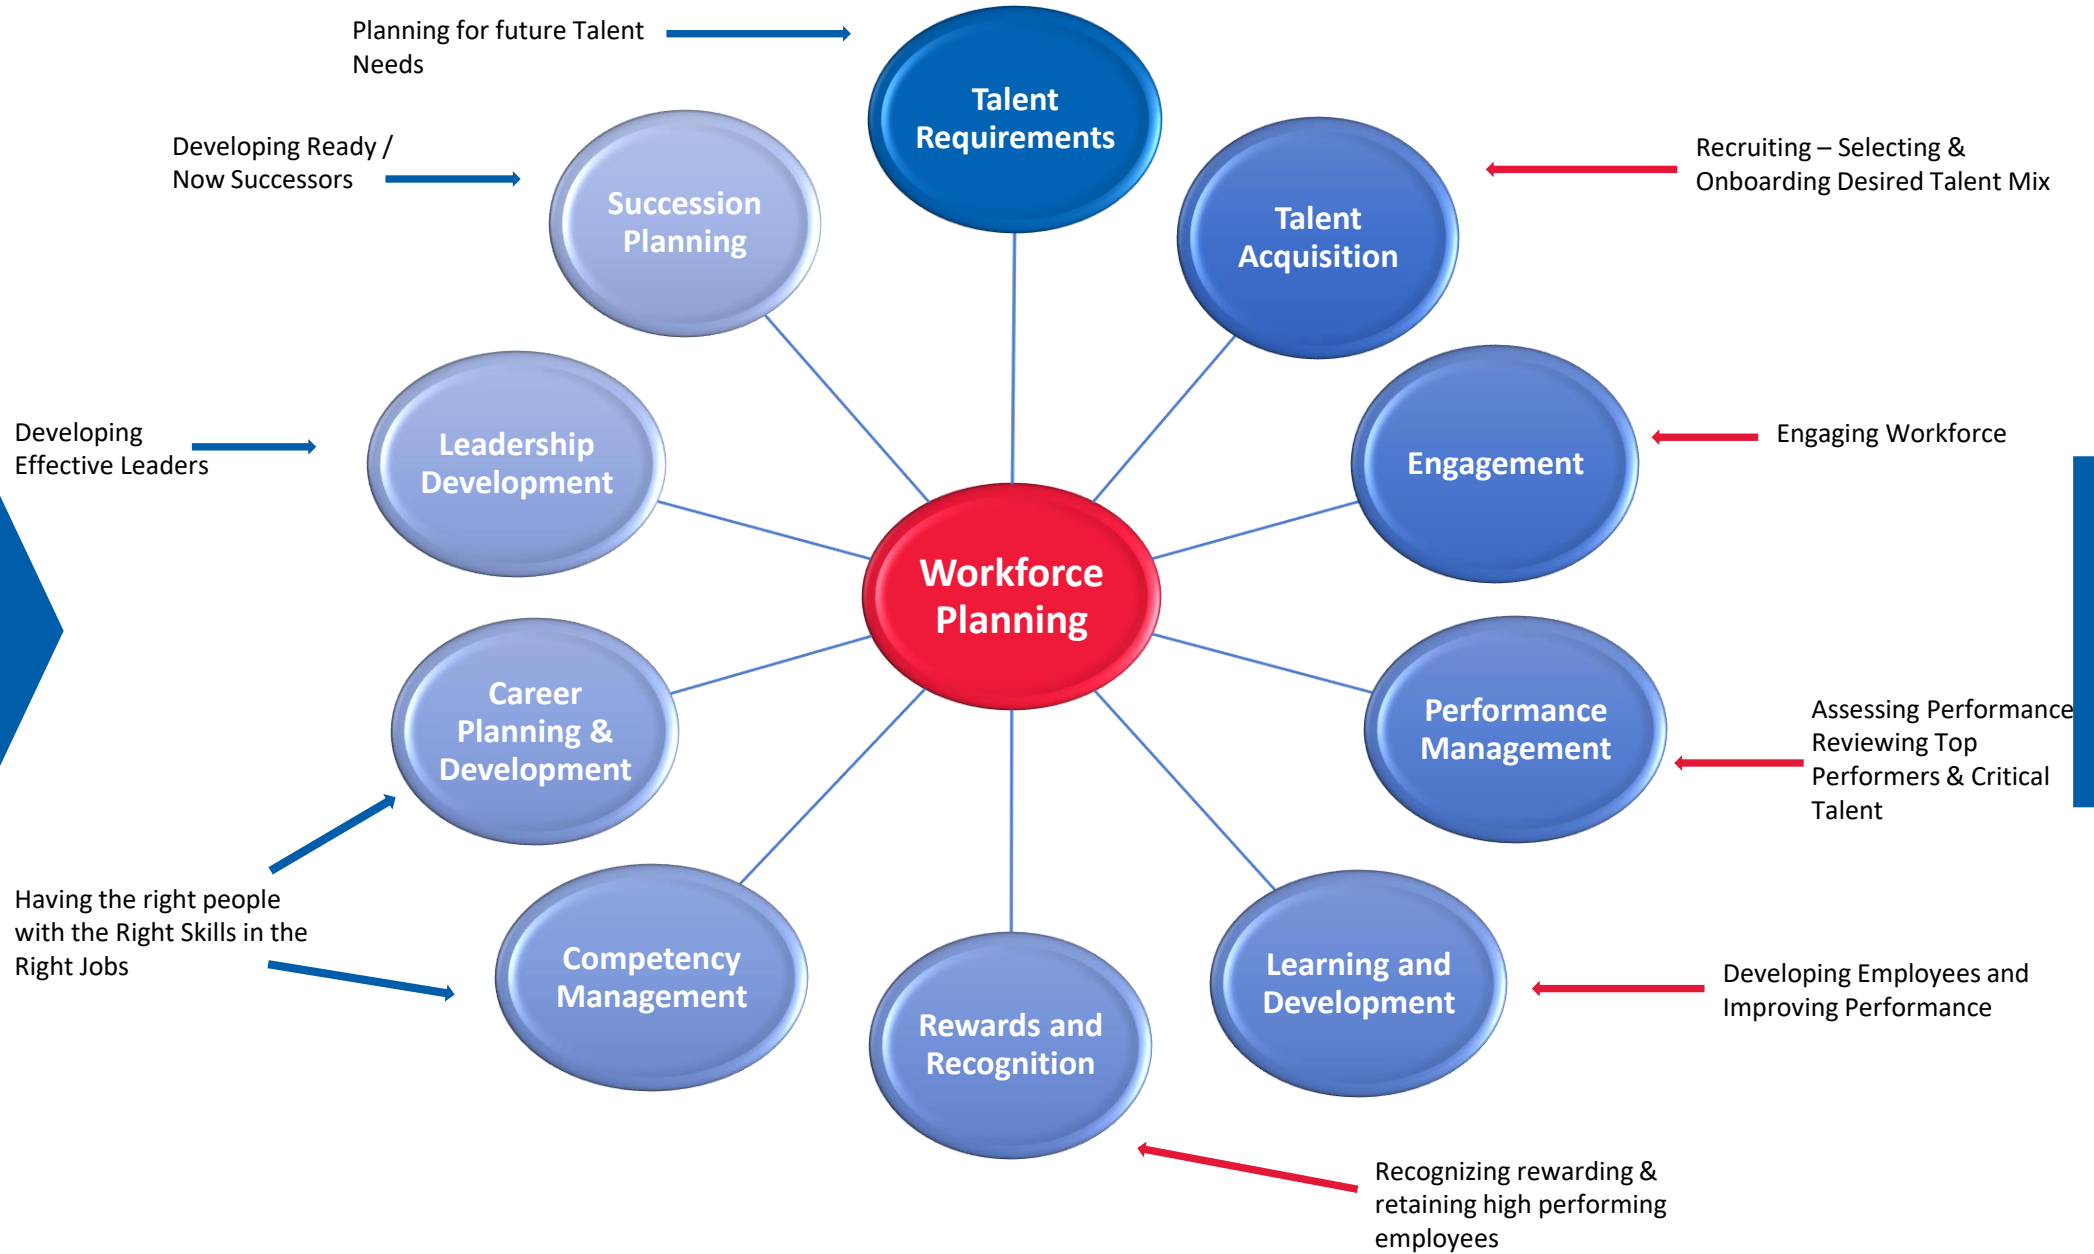 Planning for future Talent
Needs
Talent
Requirements
Developing Ready /
Now Successors
Succession
Planning
Talent
Acquisition
Recruiting – Selecting &
Onboarding Desired Talent Mix
Developing
Effective Leaders
Leadership
Development
Engagement
Engaging Workforce
Workforce
Planning
Career
Planning &
Development
Performance
Management
Assessing Performance
Reviewing Top
Performers & Critical
Talent
Having the right people
with the Right Skills in the
Right Jobs
Competency
Management
Rewards and
Recognition
Learning and
Development
Developing Employees and
Improving Performance
Recognizing rewarding &
retaining high performing
employees